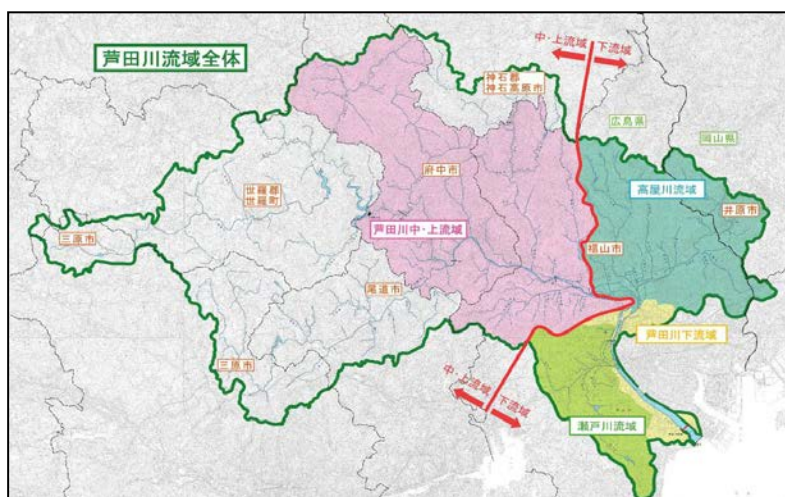 芦田川流域全体
中・上流域
下流域
神石郡
神石高原市
広島県
岡山県
府中市
高屋川流域
井原市
世羅郡
世羅町
芦田川中・上流域
福山市
三原市
尾道市
芦田川下流域
三原市
中・上流域
下流域
瀬戸川流域